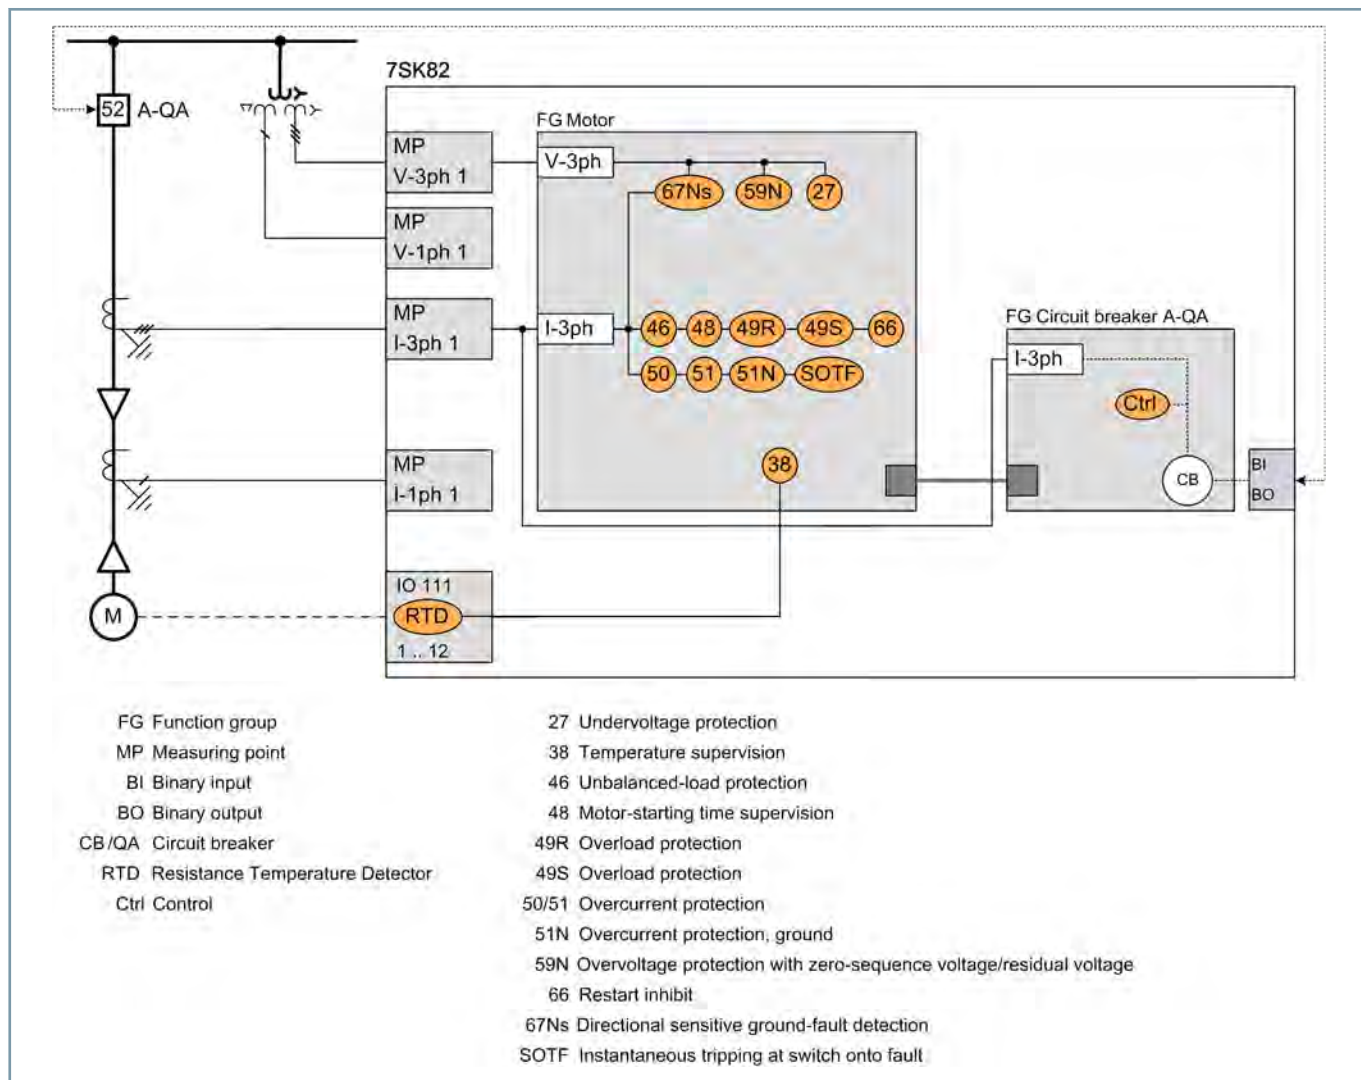 7SK82
52 A-QA
FG Motor
MP
V-3ph 1
V-3ph
67Ns 59N 27
MP
V-1ph 1
MP
I-3ph 1
I-3ph
46 48 49R 49S 66
50 51 51N SOTF
FG Circuit breaker A-QA
I-3ph
Ctrl
CB
BI
BO
38
MP
I-1ph 1
M
IO 111
RTD
1 .. 12
FG Function group
MP Measuring point
BI Binary input
BO Binary output
CB/QA Circuit breaker
RTD Resistance Temperature Detector
Ctrl Control
27 Undervoltage protection
38 Temperature supervision
46 Unbalanced-load protection
48 Motor-starting time supervision
49R Overload protection
49S Overload protection
50/51 Overcurrent protection
51N Overcurrent protection, ground
59N Overvoltage protection with zero-sequence voltage/residual voltage
66 Restart inhibit
67Ns Directional sensitive ground-fault detection
SOTF Instantaneous tripping at switch onto fault